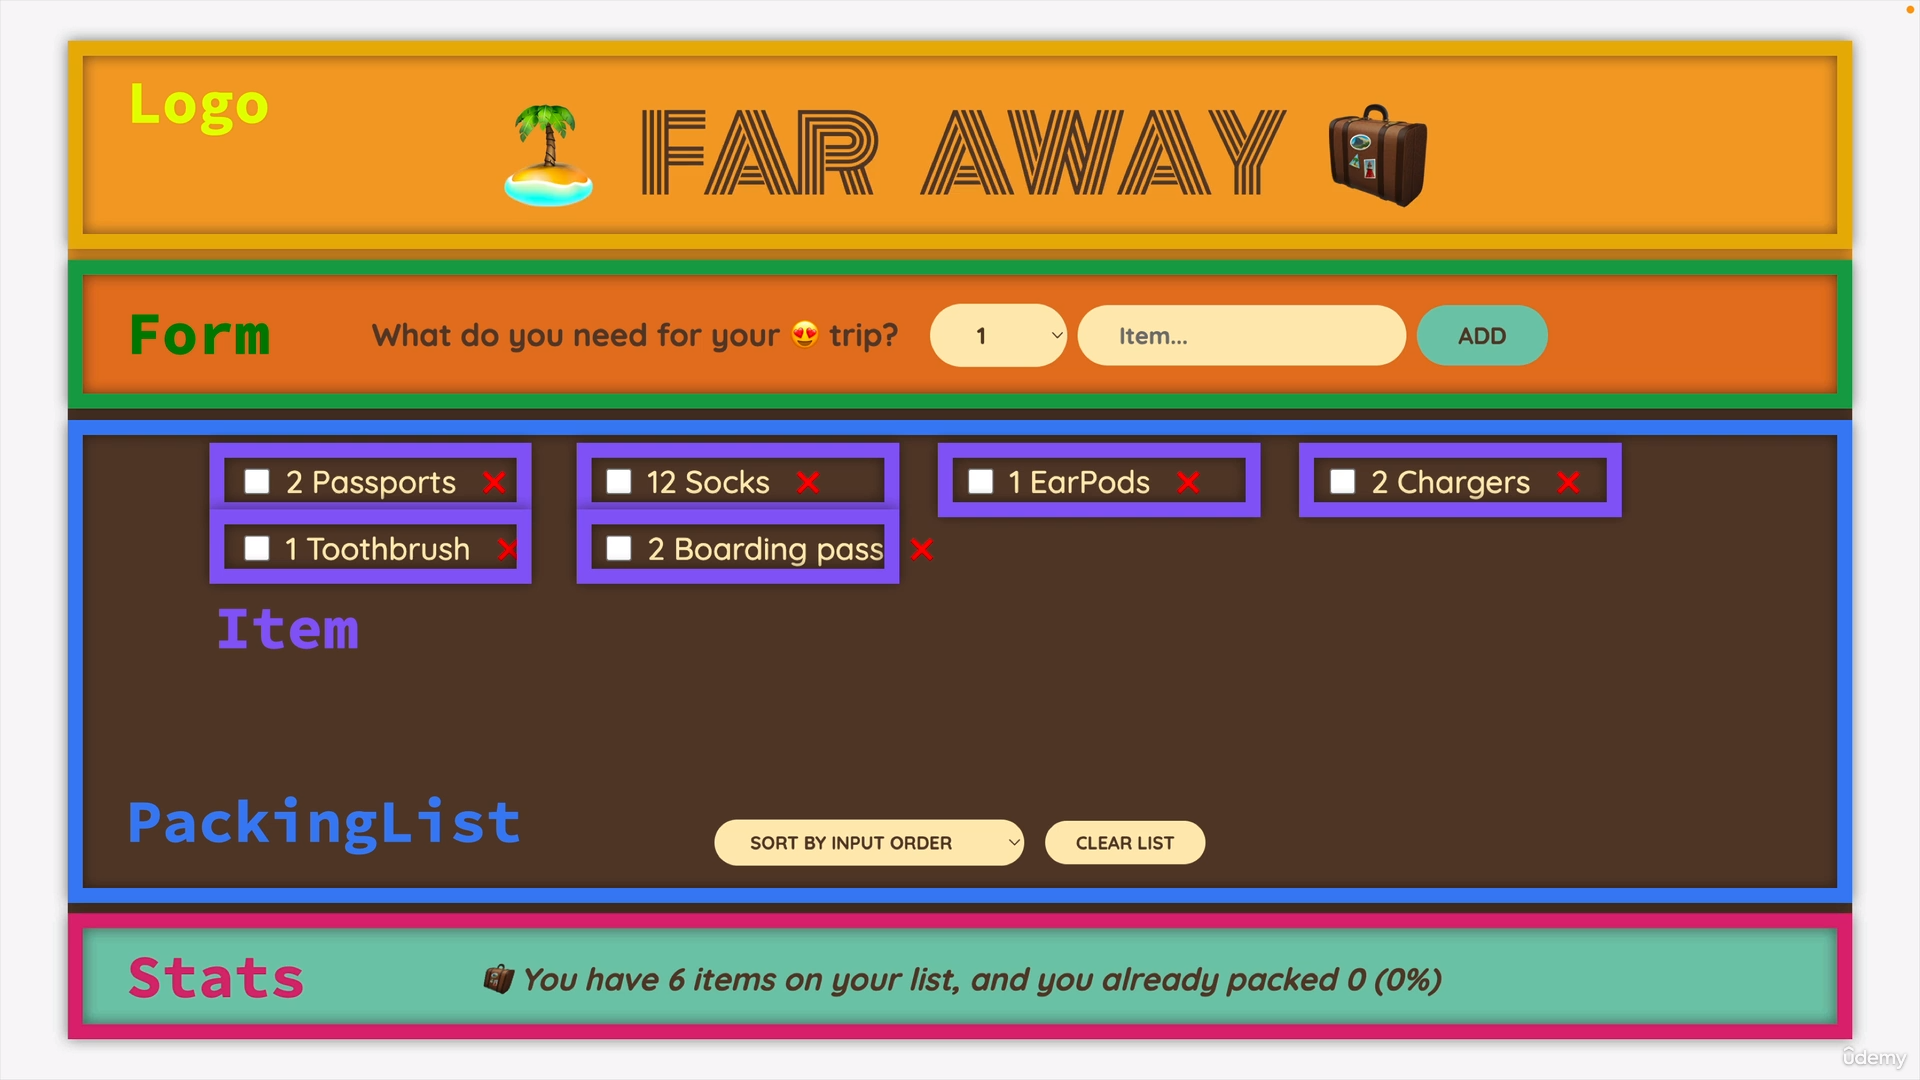 Logo
FAR AWAY
Form
What do you need for your 😍 trip?
1
Item...
ADD
2 Passports ❌
12 Socks ❌
1 EarPods ❌
2 Chargers ❌
1 Toothbrush ❌
2 Boarding pass ❌
Item
PackingList
SORT BY INPUT ORDER
CLEAR LIST
Stats
You have 6 items on your list, and you already packed 0 (0%)
ûdemy